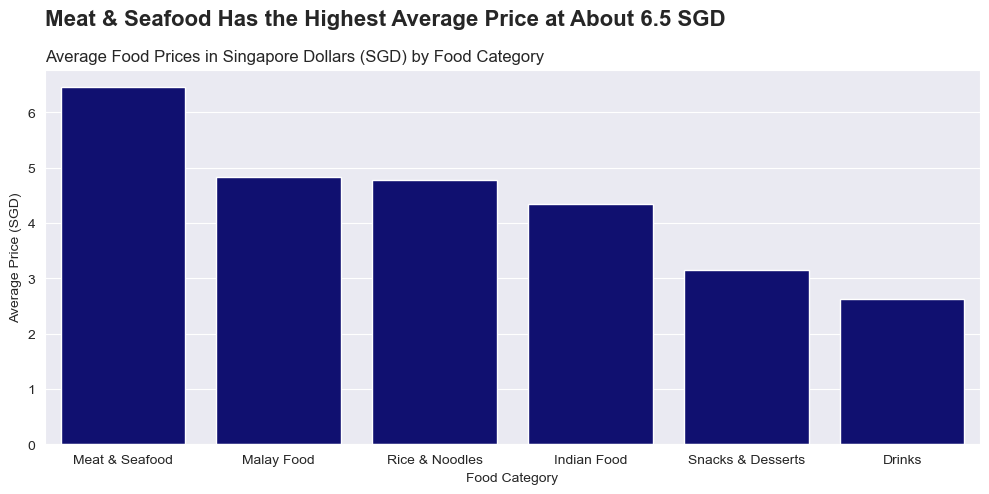 Meat & Seafood Has the Highest Average Price at About 6.5 SGD
Average Food Prices in Singapore Dollars (SGD) by Food Category
Average Price (SGD)
6
5
4
3
2
1
0
Meat & Seafood Malay Food Rice & Noodles Indian Food Snacks & Desserts Drinks
Food Category